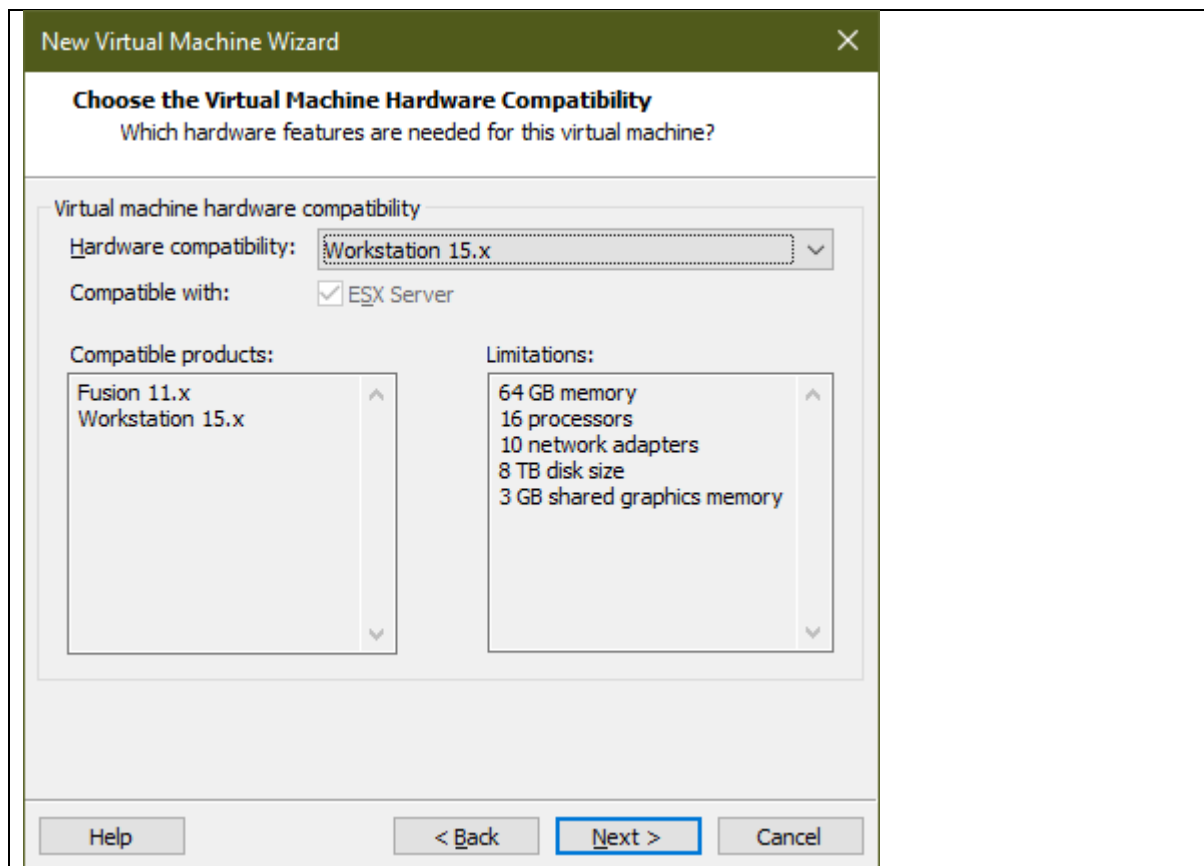 New Virtual Machine Wizard
Choose the Virtual Machine Hardware Compatibility
Which hardware features are needed for this virtual machine?
Virtual machine hardware compatibility
Hardware compatibility: Workstation 15.x
Compatible with: ESX Server
Compatible products:
Fusion 11.x
Workstation 15.x
Limitations:
64 GB memory
16 processors
10 network adapters
8 TB disk size
3 GB shared graphics memory
Help < Back Next > Cancel